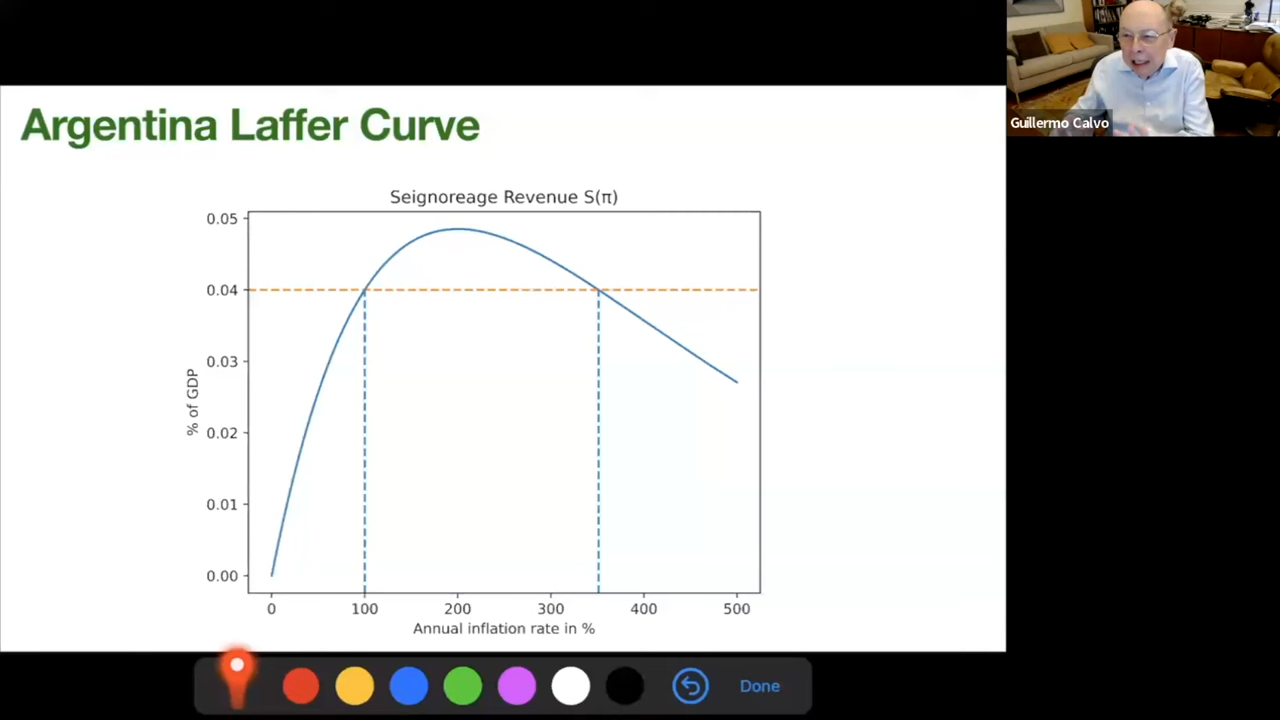 Argentina Laffer Curve
Guillermo Calvo
Seignoreage Revenue S(π)
0.05
0.04
0.03
0.02
0.01
0.00
% of GDP
0 100 200 300 400 500
Annual inflation rate in %
Done